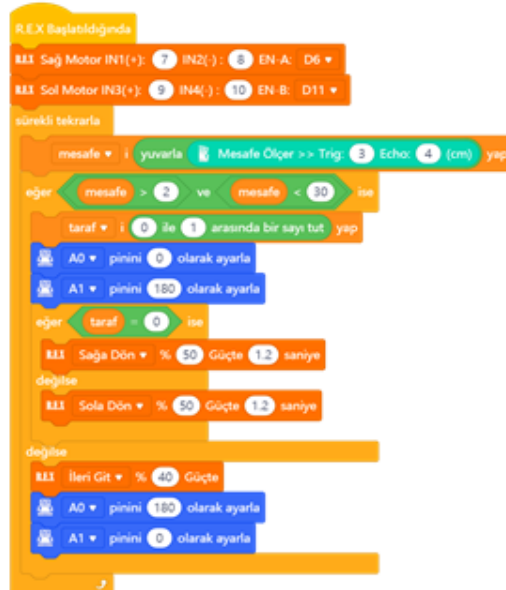 R.E.X Başlatıldığında
R.E.X Sağ Motor IN1(+): 7 IN2(-) : 8 EN-A: D6
R.E.X Sol Motor IN3(+): 9 IN4(-) : 10 EN-B: D11
sürekli tekrarla
mesafe i yuvarla Mesafe Ölçer >> Trig: 3 Echo: 4 (cm) yap
eğer mesafe > 2 ve mesafe < 30 ise
taraf i 0 ile 1 arasında bir sayı tut yap
A0 pinini 0 olarak ayarla
A1 pinini 180 olarak ayarla
eğer taraf = 0 ise
R.E.X Sağa Dön % 50 Güçte 1.2 saniye
değilse
R.E.X Sola Dön % 50 Güçte 1.2 saniye
değilse
R.E.X İleri Git % 40 Güçte
A0 pinini 180 olarak ayarla
A1 pinini 0 olarak ayarla